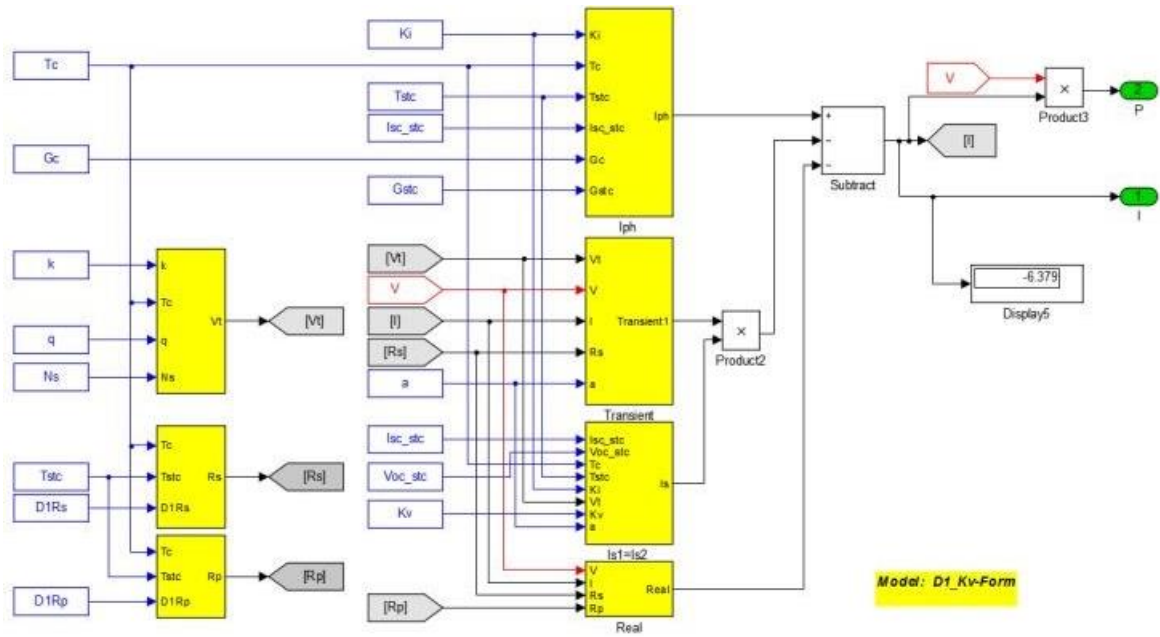 Ki
Tc
Tstc
Isc_stc
Gc
Gstc
Ki
Tc
Tstc
Isc_stc
Gc
Gstc
Iph
Iph
V
×
Product3
2
P
+
−
−
Subtract
[I]
1
I
-6.379
Display5
k
q
Ns
k
Tc
q
Ns
Vt
[Vt]
[Vt]
V
[I]
[Rs]
a
Vt
V
I
Rs
a
Transient1
Transient
×
Product2
Tstc
D1Rs
Tc
Tstc
D1Rs
Rs
[Rs]
Isc_stc
Voc_stc
Kv
Isc_stc
Voc_stc
Tc
Tstc
Ki
Vt
Kv
a
Is
Is1=Is2
D1Rp
Tc
Tstc
D1Rp
Rp
[Rp]
[Rp]
V
I
Rs
Rp
Real
Real
Model: D1_Kv-Form